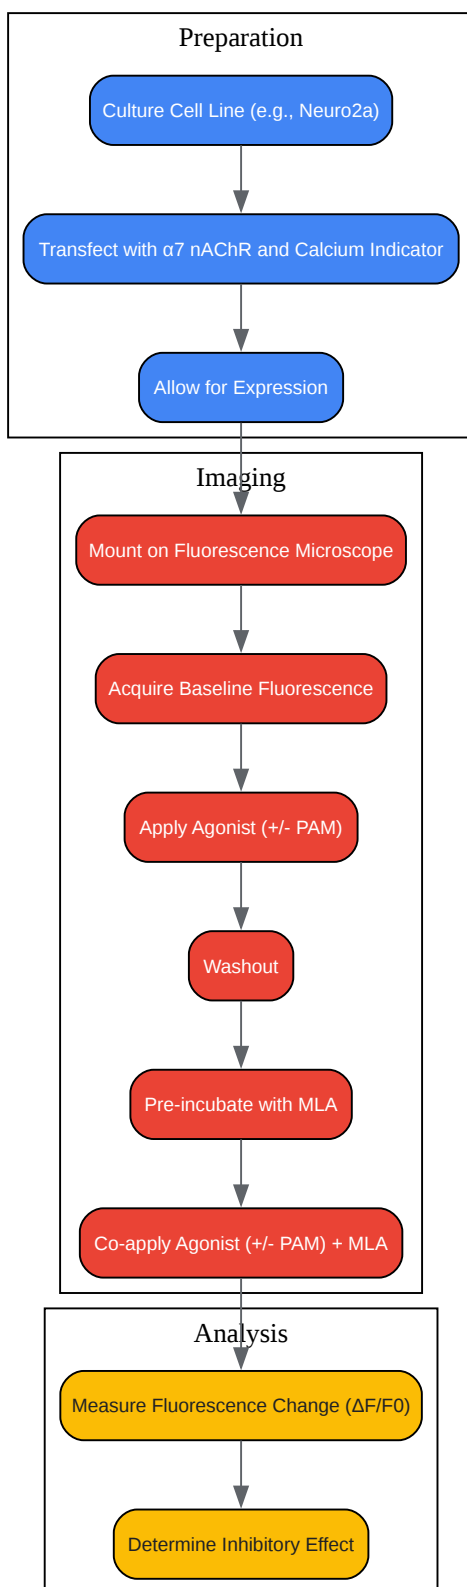 Preparation
Culture Cell Line (e.g., Neuro2a)
Transfect with α7 nAChR and Calcium Indicator
Allow for Expression
Imaging
Mount on Fluorescence Microscope
Acquire Baseline Fluorescence
Apply Agonist (+/- PAM)
Washout
Pre-incubate with MLA
Co-apply Agonist (+/- PAM) + MLA
Analysis
Measure Fluorescence Change (ΔF/F0)
Determine Inhibitory Effect